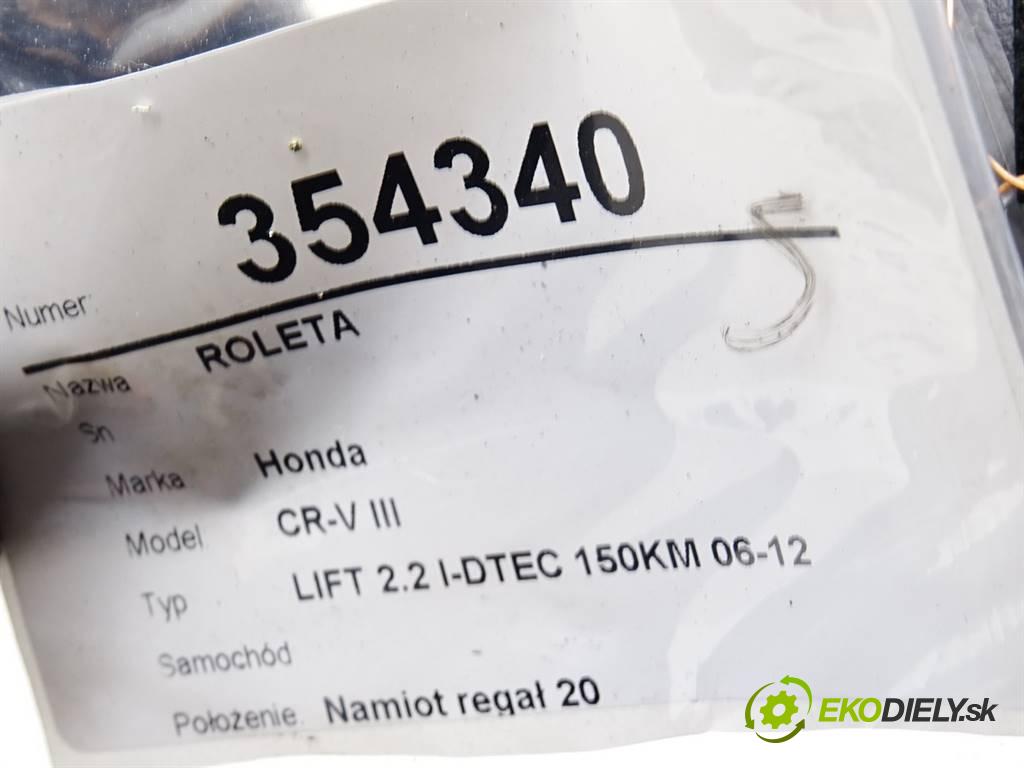 Numer: 354340
Nazwa ROLETA
Sn
Marka Honda
Model CR-V III
Typ LIFT 2.2 I-DTEC 150KM 06-12
Samochód
Położenie. Namiot regał 20
EKODIELY.sk